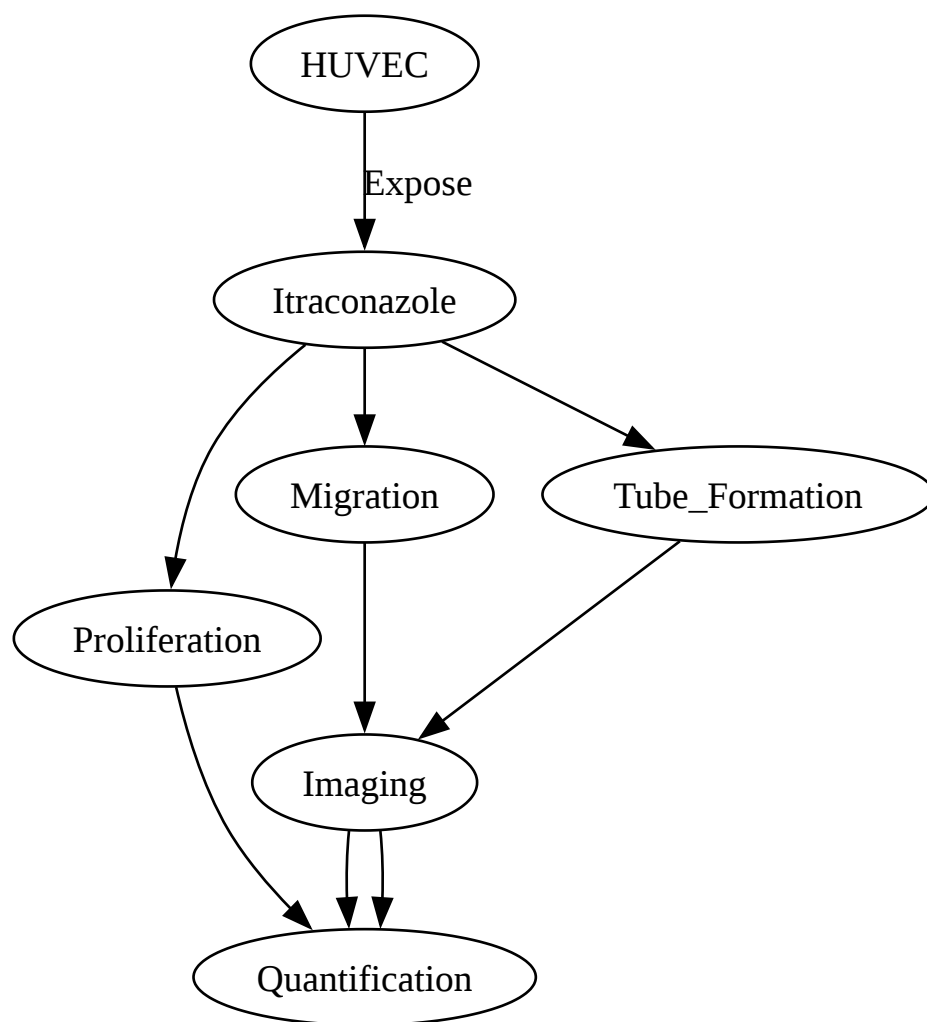 HUVEC
Expose
Itraconazole
Migration
Tube_Formation
Proliferation
Imaging
Quantification